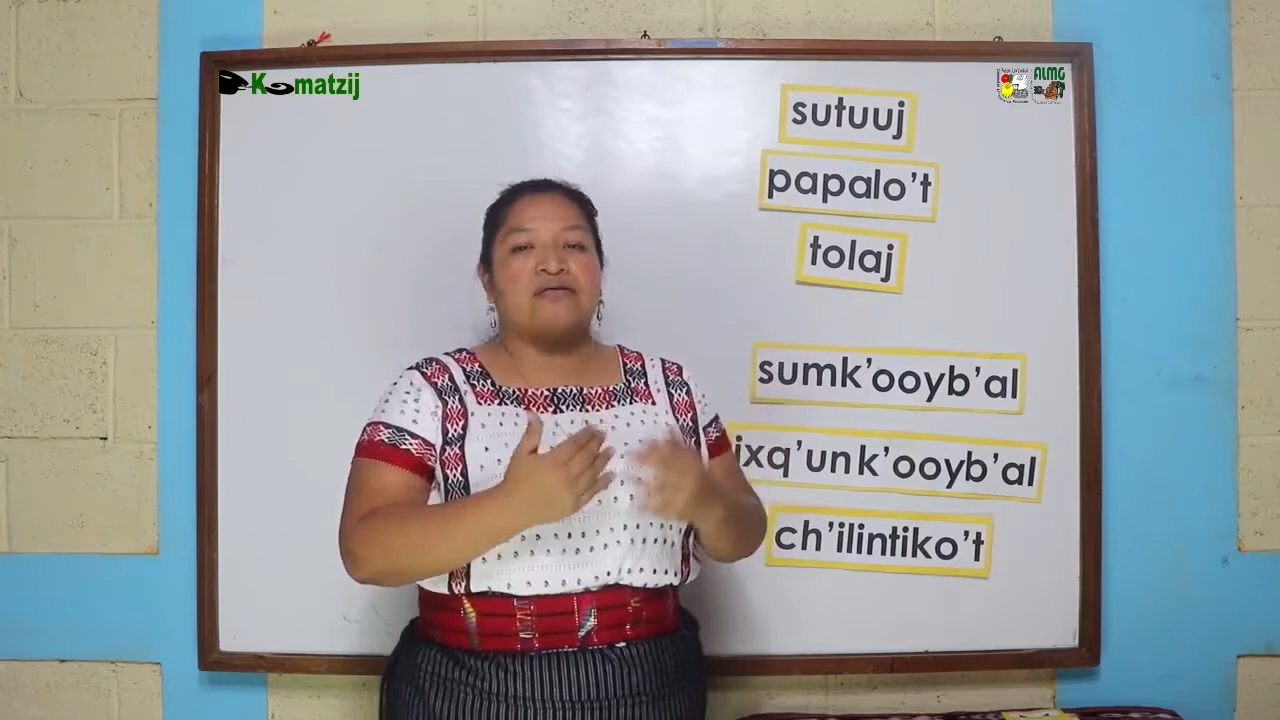 Komatzij
ALMG
sutuuj
papalo't
tolaj
sumk'ooyb'al
ixq'unk'ooyb'al
ch'ilintiko't